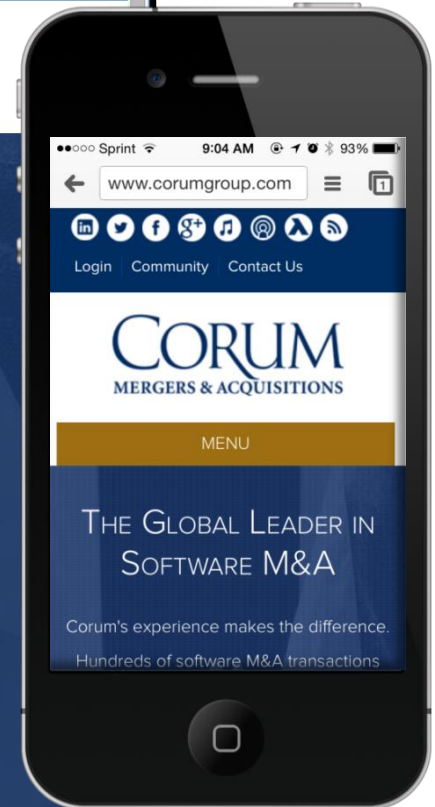 Sprint 9:04 AM 93%
www.corumgroup.com 1
in f g+
Login Community Contact Us
CORUM
MERGERS & ACQUISITIONS
MENU
THE GLOBAL LEADER IN
SOFTWARE M&A
Corum's experience makes the difference.
Hundreds of software M&A transactions